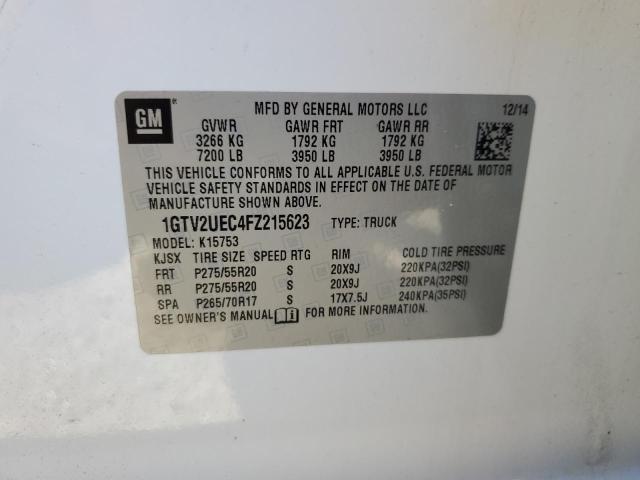 GM
MFD BY GENERAL MOTORS LLC 12/14
GVWR GAWR FRT GAWR RR
3266 KG 1792 KG 1792 KG
7200 LB 3950 LB 3950 LB
THIS VEHICLE CONFORMS TO ALL APPLICABLE U.S. FEDERAL MOTOR
VEHICLE SAFETY STANDARDS IN EFFECT ON THE DATE OF
MANUFACTURE SHOWN ABOVE.
1GTV2UEC4FZ215623 TYPE: TRUCK
MODEL: K15753
KJSX TIRE SIZE SPEED RTG RIM COLD TIRE PRESSURE
FRT P275/55R20 S 20X9J 220KPA(32PSI)
RR P275/55R20 S 20X9J 220KPA(32PSI)
SPA P265/70R17 S 17X7.5J 240KPA(35PSI)
SEE OWNER'S MANUAL i FOR MORE INFORMATION.